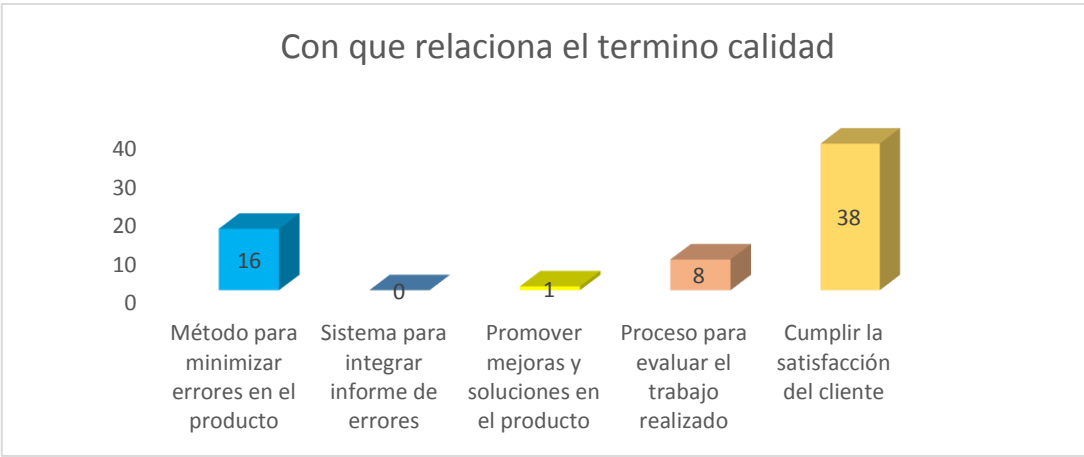 Con que relaciona el termino calidad
40
30
20
10
0
16
0
1
8
38
Método para
minimizar
errores en el
producto
Sistema para
integrar
informe de
errores
Promover
mejoras y
soluciones en
el producto
Proceso para
evaluar el
trabajo
realizado
Cumplir la
satisfacción
del cliente